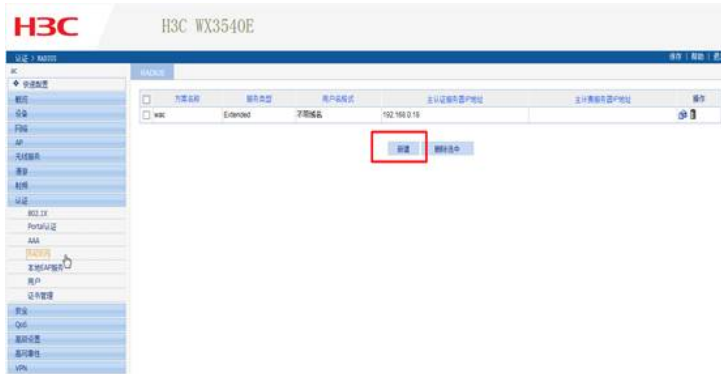 H3C
H3C WX3540E
认证 > RADIUS
保存 | 帮助 |
ac
RADIUS
快速配置
概览
设备
网络
AP
无线服务
漫游
射频
认证
802.1X
Portal认证
AAA
RADIUS
本地EAP服务
用户
证书管理
安全
QoS
高级设置
高可靠性
VPN
方案名称 服务类型 用户名格式 主认证服务器IP地址 主计费服务器IP地址 操作
wac Extended 不带域名 192.168.0.19
新建 删除选中